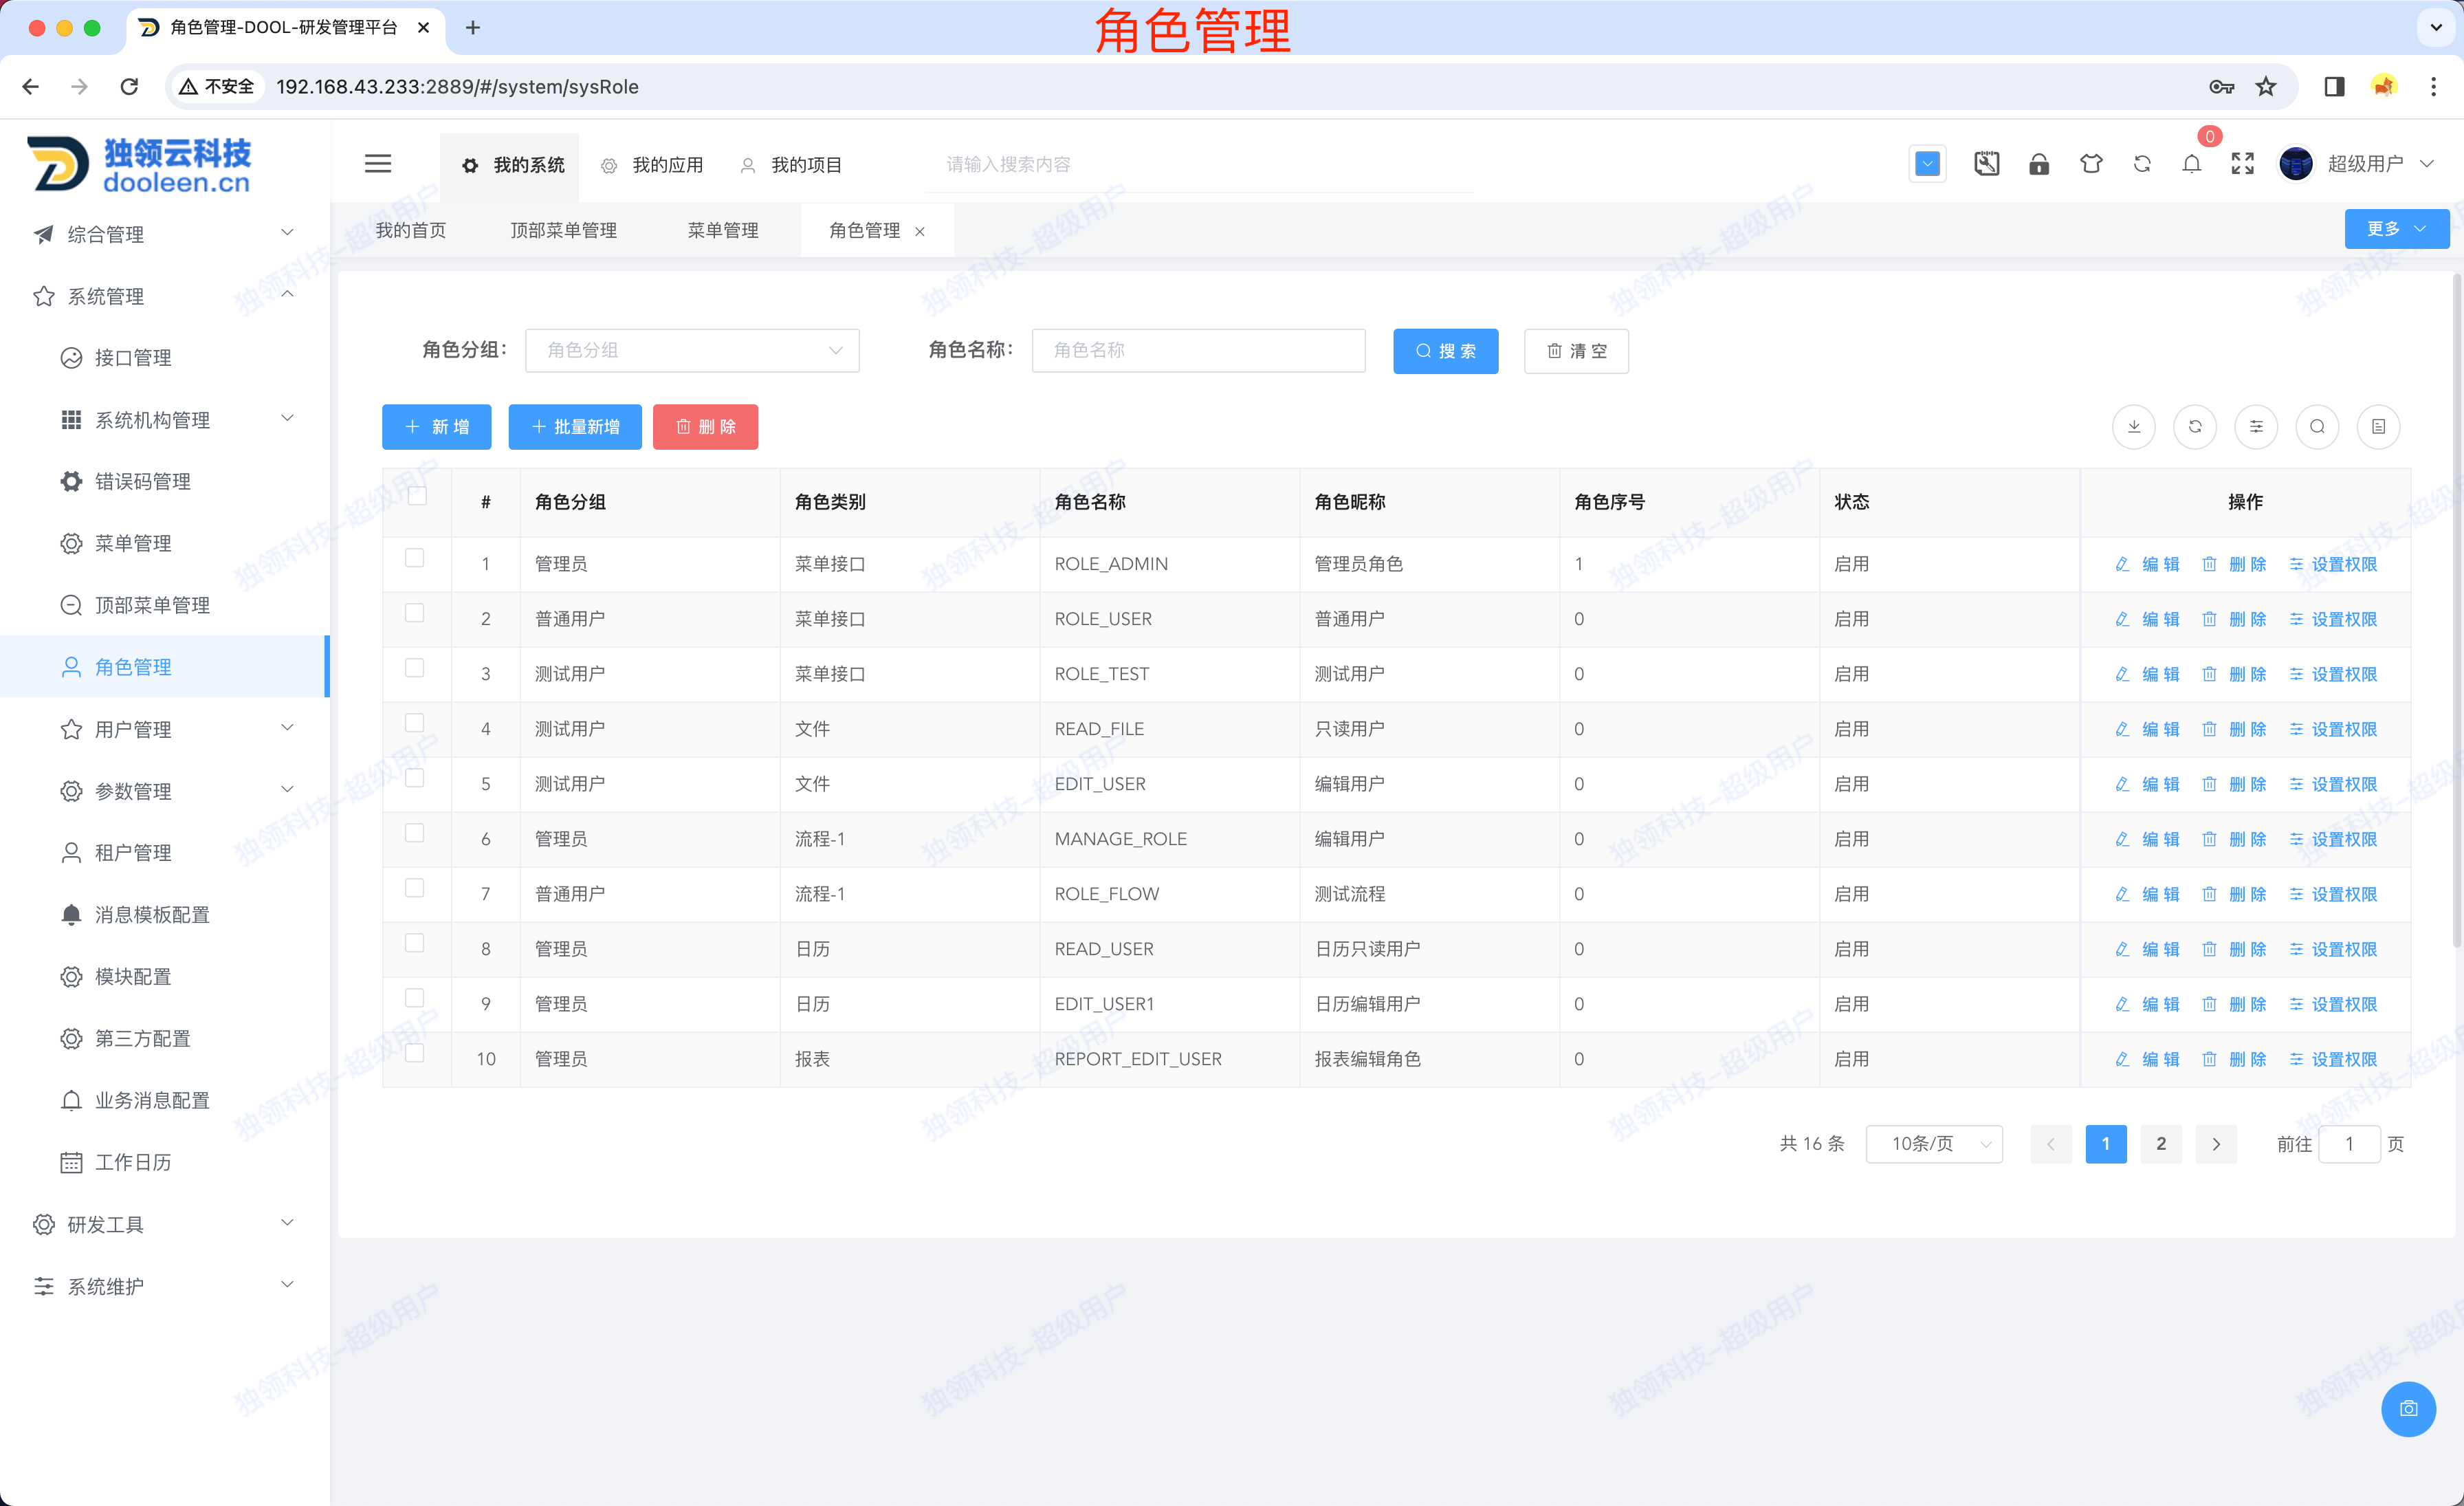 角色管理-DOOL-研发管理平台
角色管理
不安全 192.168.43.233:2889/#/system/sysRole
独领云科技
dooleen.cn
我的系统 我的应用 我的项目 请输入搜索内容 0 超级用户
我的首页 顶部菜单管理 菜单管理 角色管理 更多
综合管理
系统管理
接口管理
系统机构管理
错误码管理
菜单管理
顶部菜单管理
角色管理
用户管理
参数管理
租户管理
消息模板配置
模块配置
第三方配置
业务消息配置
工作日历
研发工具
系统维护
角色分组: 角色分组 角色名称: 角色名称 搜 索 清 空
新 增 批量新增 删 除
# 角色分组 角色类别 角色名称 角色昵称 角色序号 状态 操作
1 管理员 菜单接口 ROLE_ADMIN 管理员角色 1 启用 编 辑 删 除 设置权限
2 普通用户 菜单接口 ROLE_USER 普通用户 0 启用 编 辑 删 除 设置权限
3 测试用户 菜单接口 ROLE_TEST 测试用户 0 启用 编 辑 删 除 设置权限
4 测试用户 文件 READ_FILE 只读用户 0 启用 编 辑 删 除 设置权限
5 测试用户 文件 EDIT_USER 编辑用户 0 启用 编 辑 删 除 设置权限
6 管理员 流程-1 MANAGE_ROLE 编辑用户 0 启用 编 辑 删 除 设置权限
7 普通用户 流程-1 ROLE_FLOW 测试流程 0 启用 编 辑 删 除 设置权限
8 管理员 日历 READ_USER 日历只读用户 0 启用 编 辑 删 除 设置权限
9 管理员 日历 EDIT_USER1 日历编辑用户 0 启用 编 辑 删 除 设置权限
10 管理员 报表 REPORT_EDIT_USER 报表编辑角色 0 启用 编 辑 删 除 设置权限
共 16 条 10条/页 1 2 前往 1 页
独领科技-超级用户